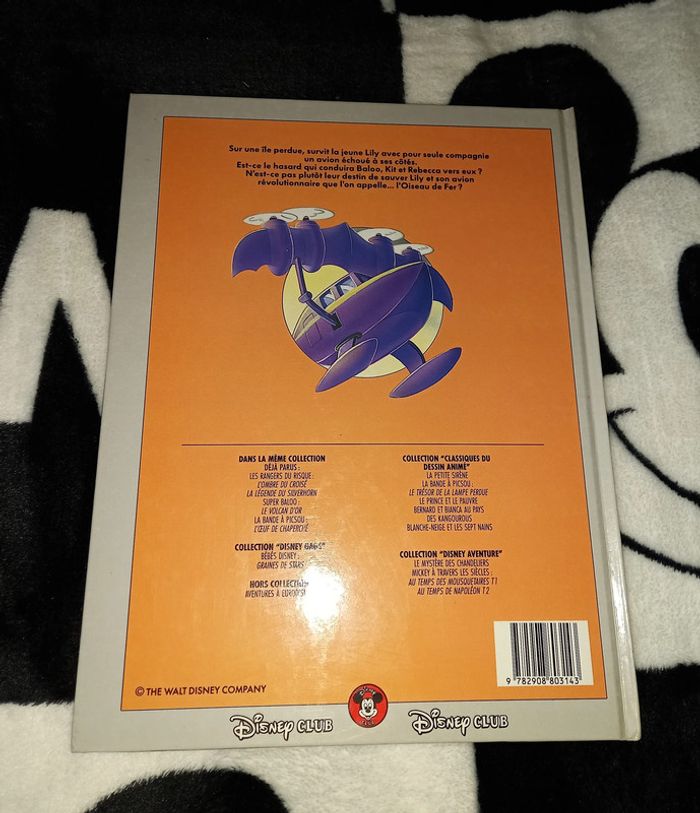 Sur une île perdue, survit la jeune Lily avec pour seule compagnie
un avion échoué à ses côtés.
Est-ce le hasard qui conduira Baloo, Kit et Rebecca vers eux ?
N'est-ce pas plutôt leur destin de sauver Lily et son avion
révolutionnaire que l'on appelle... l'Oiseau de Fer ?
DANS LA MÊME COLLECTION
DÉJÀ PARUS :
LES RANGERS DU RISQUE :
L'OMBRE DU CROISÉ
LA LÉGENDE DU SILVERHORN
SUPER BALOO :
LE VOLCAN D'OR
LA BANDE À PICSOU :
L'ŒUF DE CHAPERCHÉ
COLLECTION "DISNEY GAGS"
BÉBÉS DISNEY :
GRAINES DE STARS
HORS COLLECTION
AVENTURES À
COLLECTION "CLASSIQUES DU
DESSIN ANIMÉ"
LA PETITE SIRÈNE
LA BANDE À PICSOU :
LE TRÉSOR DE LA LAMPE PERDUE
LE PRINCE ET LE PAUVRE
BERNARD ET BIANCA AU PAYS
DES KANGOUROUS
BLANCHE-NEIGE ET LES SEPT NAINS
COLLECTION "DISNEY AVENTURE"
LE MYSTÈRE DES CHANDELIERS
MICKEY À TRAVERS LES SIÈCLES :
AU TEMPS DES MOUSQUETAIRES T1
AU TEMPS DE NAPOLÉON T2
9 782908 803143
© THE WALT DISNEY COMPANY
DISNEY CLUB
DISNEY CLUB